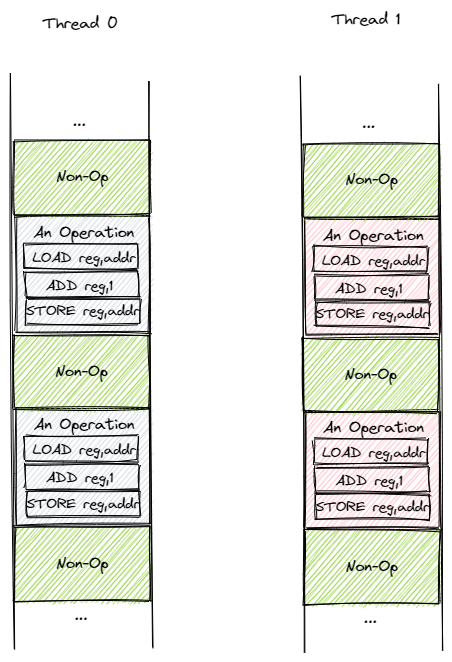 Thread 0
...
Non-Op
An Operation
LOAD reg,addr
ADD reg,1
STORE reg,addr
Non-Op
An Operation
LOAD reg,addr
ADD reg,1
STORE reg,addr
Non-Op
...
Thread 1
...
Non-Op
An Operation
LOAD reg,addr
ADD reg,1
STORE reg,addr
Non-Op
An Operation
LOAD reg,addr
ADD reg,1
STORE reg,addr
Non-Op
...